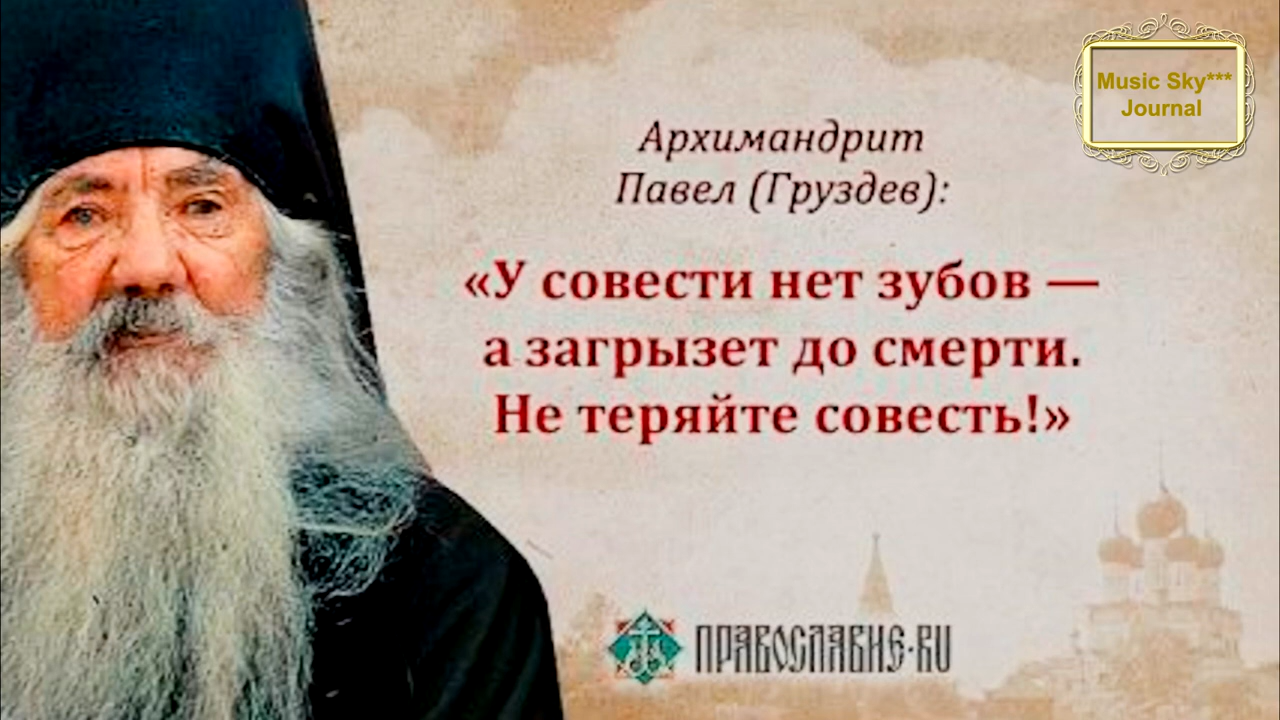 Music Sky***
Journal
Архимандрит
Павел (Груздев):
«У совести нет зубов —
а загрызет до смерти.
Не теряйте совесть!»
ПРАВОСЛАВИЕ.RU